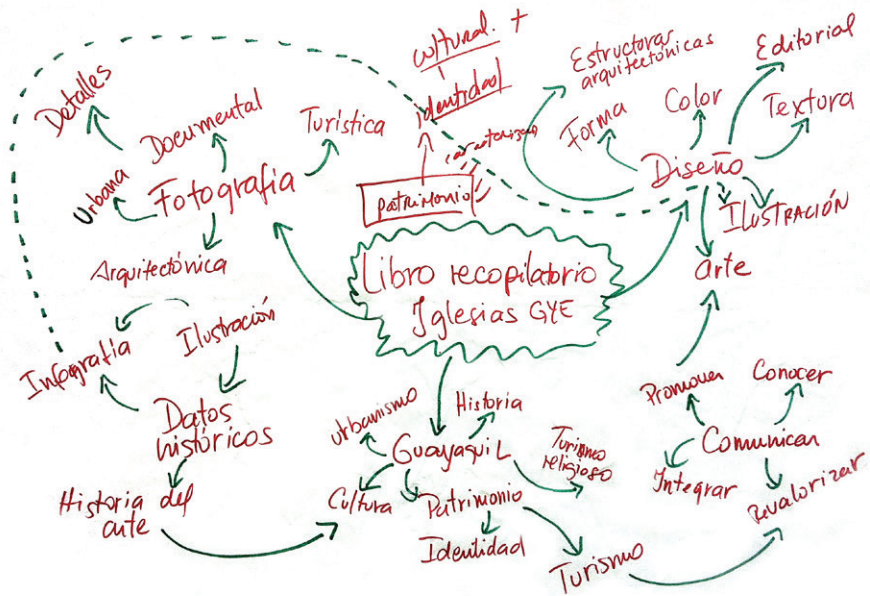 cultural +
identidad
Estructuras
arquitectónicas
Editorial
Detalles
Documental
Turística
Forma
Color
Textura
Urbana
Fotografía
patrimonio
Diseño
ILUSTRACIÓN
Arquitectónica
Libro recopilatorio
Iglesias GYE
arte
Infografía
Ilustración
Datos
históricos
urbanismo
Historia
Guayaquil
Turismo
religioso
Promover
Conocer
Comunican
Integrar
Revalorizar
Historia del
arte
Cultura
Patrimonio
Identidad
Turismo